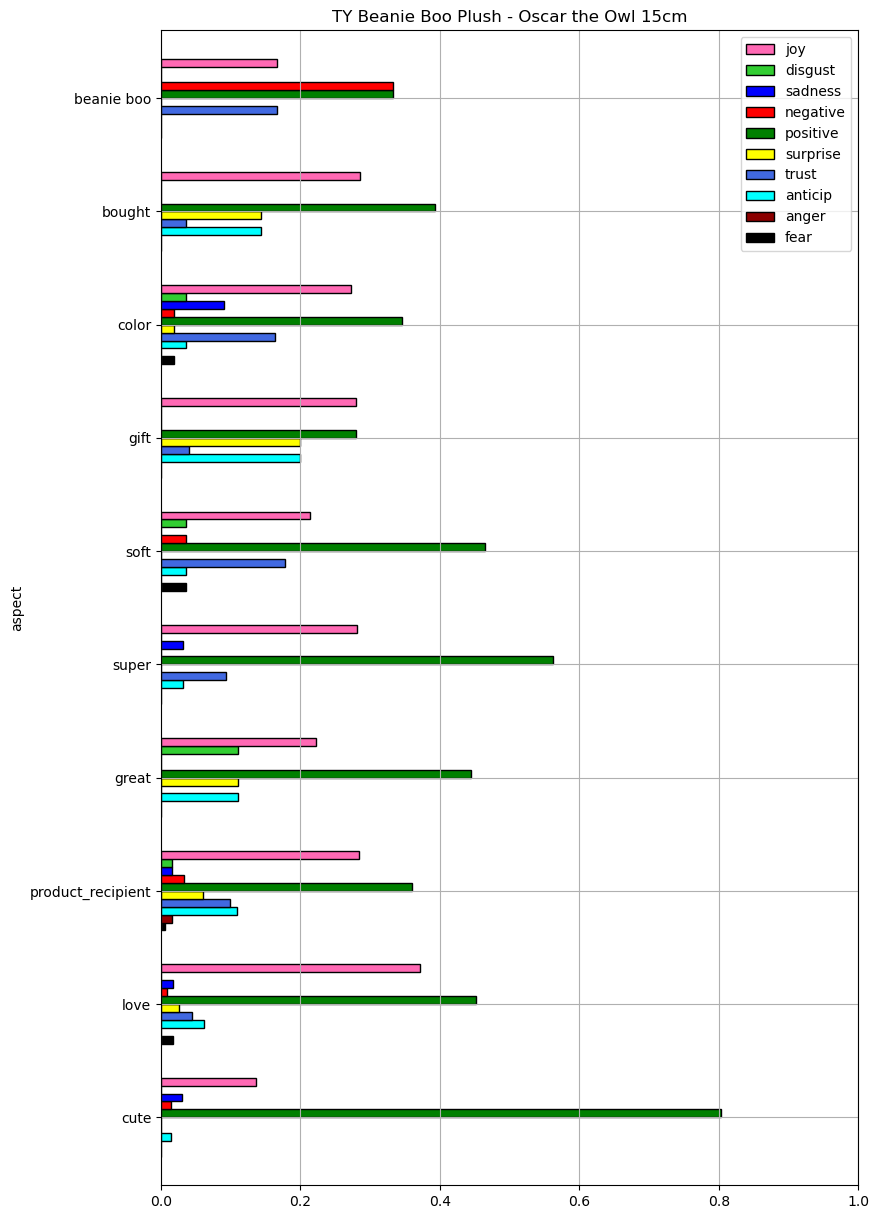 TY Beanie Boo Plush - Oscar the Owl 15cm
joy
disgust
sadness
negative
positive
surprise
trust
anticip
anger
fear
beanie boo
bought
color
gift
soft
super
great
product_recipient
love
cute
aspect
0.0 0.2 0.4 0.6 0.8 1.0